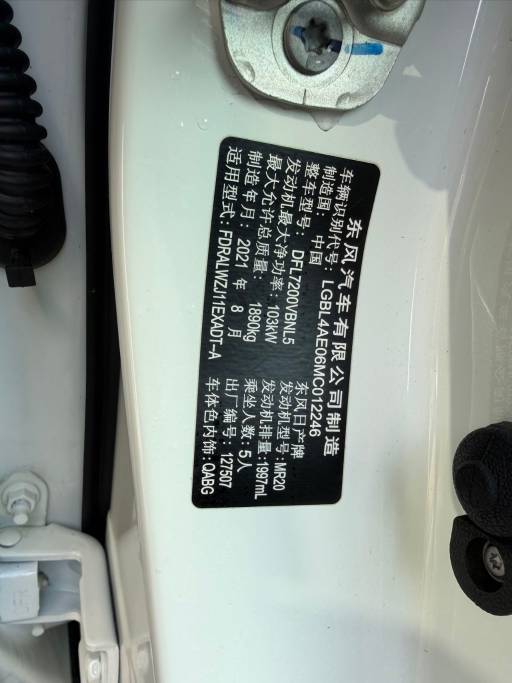 东风汽车有限公司制造
车辆识别代号: LGBL4AE06MC012246
制造国: 中国 东风日产牌
整车型号: DFL7200VBNL5 发动机型号: MR20
发动机最大净功率: 103kW 发动机排量: 1997mL
最大允许总质量: 1890kg 乘坐人数: 5人
制造年月: 2021 年 8 月 出厂编号: 127507
适用型式: FDRALWZJ11EXADT-A 车体色内饰: QABG